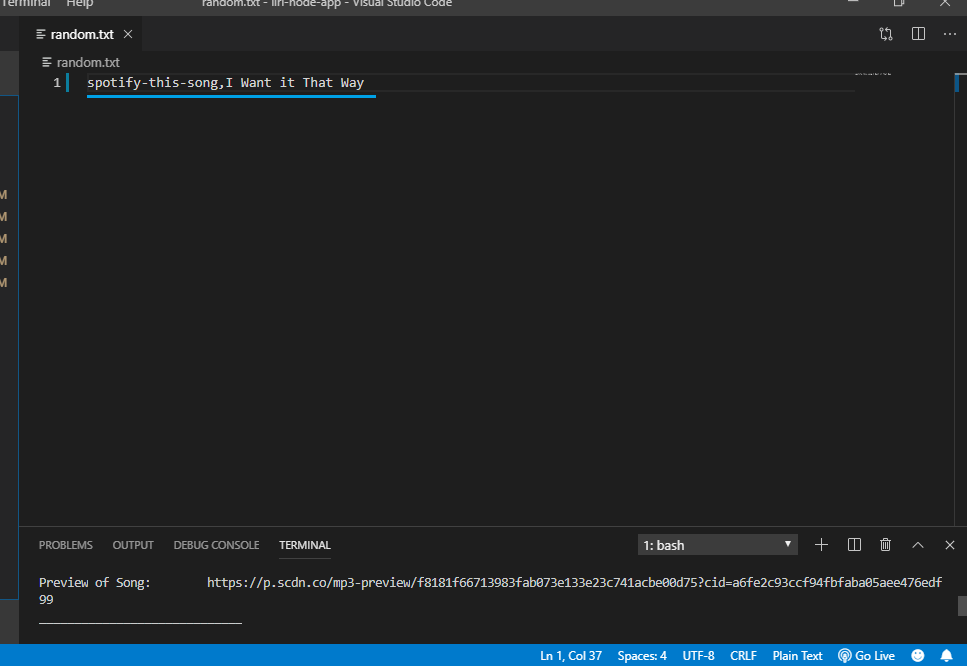 Terminal Help random.txt - liri-node-app - Visual Studio Code
random.txt
random.txt
1 spotify-this-song,I Want it That Way
M
M
M
M
M
PROBLEMS OUTPUT DEBUG CONSOLE TERMINAL 1: bash
Preview of Song: https://p.scdn.co/mp3-preview/f8181f66713983fab073e133e23c741acbe00d75?cid=a6fe2c93ccf94fbfaba05aee476edf
99
Ln 1, Col 37 Spaces: 4 UTF-8 CRLF Plain Text Go Live